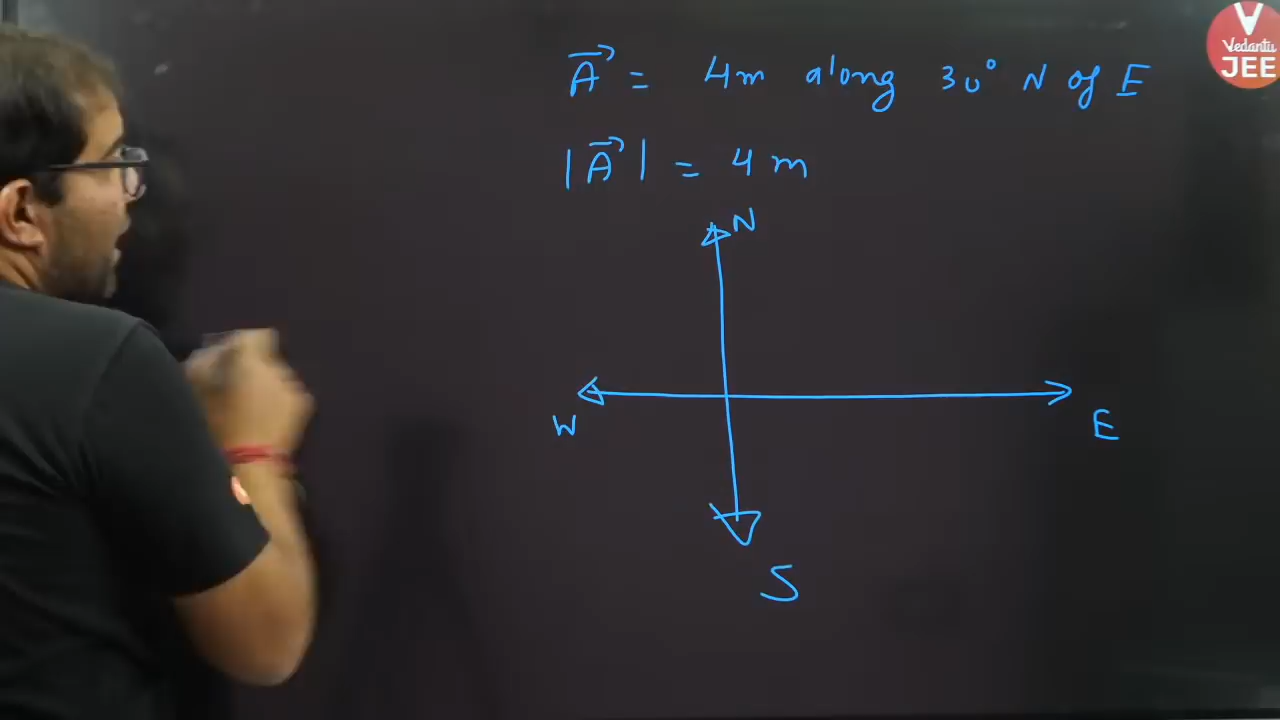 A⃗ = 4m along 30° N of E
|A⃗| = 4 m
N
W
E
S
Vedantu
JEE